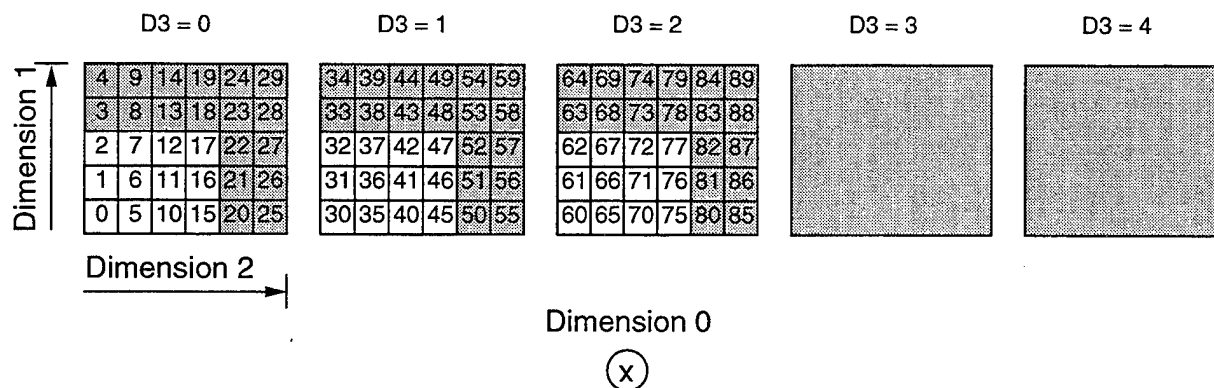 D3 = 0 D3 = 1 D3 = 2 D3 = 3 D3 = 4
4 9 14 19 24 29 34 39 44 49 54 59 64 69 74 79 84 89
3 8 13 18 23 28 33 38 43 48 53 58 63 68 73 78 83 88
2 7 12 17 22 27 32 37 42 47 52 57 62 67 72 77 82 87
1 6 11 16 21 26 31 36 41 46 51 56 61 66 71 76 81 86
0 5 10 15 20 25 30 35 40 45 50 55 60 65 70 75 80 85
Dimension 1
Dimension 2
Dimension 0
x